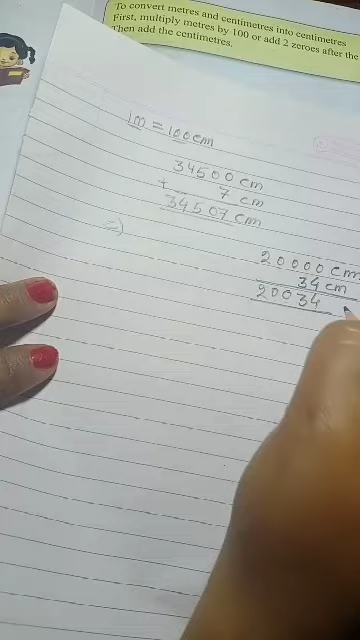 To convert metres and centimetres into centimetres
First, multiply metres by 100 or add 2 zeroes after the
Then add the centimetres.
1m = 100cm
34500 cm
+ 7 cm
34507 cm
⇒
20000 cm
34 cm
20034